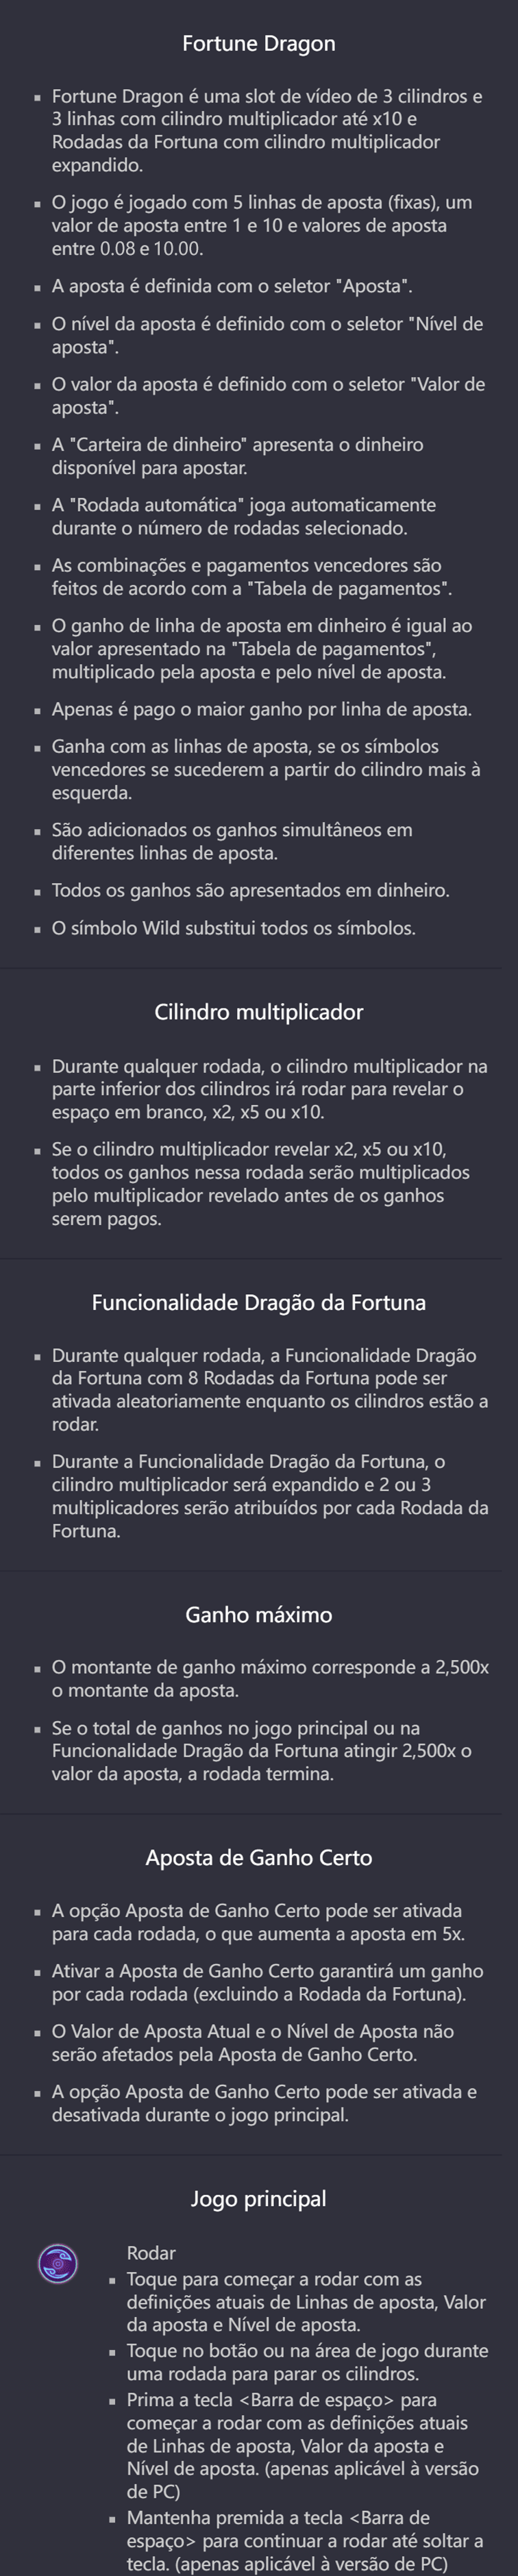 Fortune Dragon
▪ Fortune Dragon é uma slot de vídeo de 3 cilindros e
3 linhas com cilindro multiplicador até x10 e
Rodadas da Fortuna com cilindro multiplicador
expandido.
▪ O jogo é jogado com 5 linhas de aposta (fixas), um
valor de aposta entre 1 e 10 e valores de aposta
entre 0.08 e 10.00.
▪ A aposta é definida com o seletor "Aposta".
▪ O nível da aposta é definido com o seletor "Nível de
aposta".
▪ O valor da aposta é definido com o seletor "Valor de
aposta".
▪ A "Carteira de dinheiro" apresenta o dinheiro
disponível para apostar.
▪ A "Rodada automática" joga automaticamente
durante o número de rodadas selecionado.
▪ As combinações e pagamentos vencedores são
feitos de acordo com a "Tabela de pagamentos".
▪ O ganho de linha de aposta em dinheiro é igual ao
valor apresentado na "Tabela de pagamentos",
multiplicado pela aposta e pelo nível de aposta.
▪ Apenas é pago o maior ganho por linha de aposta.
▪ Ganha com as linhas de aposta, se os símbolos
vencedores se sucederem a partir do cilindro mais à
esquerda.
▪ São adicionados os ganhos simultâneos em
diferentes linhas de aposta.
▪ Todos os ganhos são apresentados em dinheiro.
▪ O símbolo Wild substitui todos os símbolos.
Cilindro multiplicador
▪ Durante qualquer rodada, o cilindro multiplicador na
parte inferior dos cilindros irá rodar para revelar o
espaço em branco, x2, x5 ou x10.
▪ Se o cilindro multiplicador revelar x2, x5 ou x10,
todos os ganhos nessa rodada serão multiplicados
pelo multiplicador revelado antes de os ganhos
serem pagos.
Funcionalidade Dragão da Fortuna
▪ Durante qualquer rodada, a Funcionalidade Dragão
da Fortuna com 8 Rodadas da Fortuna pode ser
ativada aleatoriamente enquanto os cilindros estão a
rodar.
▪ Durante a Funcionalidade Dragão da Fortuna, o
cilindro multiplicador será expandido e 2 ou 3
multiplicadores serão atribuídos por cada Rodada da
Fortuna.
Ganho máximo
▪ O montante de ganho máximo corresponde a 2,500x
o montante da aposta.
▪ Se o total de ganhos no jogo principal ou na
Funcionalidade Dragão da Fortuna atingir 2,500x o
valor da aposta, a rodada termina.
Aposta de Ganho Certo
▪ A opção Aposta de Ganho Certo pode ser ativada
para cada rodada, o que aumenta a aposta em 5x.
▪ Ativar a Aposta de Ganho Certo garantirá um ganho
por cada rodada (excluindo a Rodada da Fortuna).
▪ O Valor de Aposta Atual e o Nível de Aposta não
serão afetados pela Aposta de Ganho Certo.
▪ A opção Aposta de Ganho Certo pode ser ativada e
desativada durante o jogo principal.
Jogo principal
Rodar
▪ Toque para começar a rodar com as
definições atuais de Linhas de aposta, Valor
da aposta e Nível de aposta.
▪ Toque no botão ou na área de jogo durante
uma rodada para parar os cilindros.
▪ Prima a tecla <Barra de espaço> para
começar a rodar com as definições atuais
de Linhas de aposta, Valor da aposta e
Nível de aposta. (apenas aplicável à versão
de PC)
▪ Mantenha premida a tecla <Barra de
espaço> para continuar a rodar até soltar a
tecla. (apenas aplicável à versão de PC)